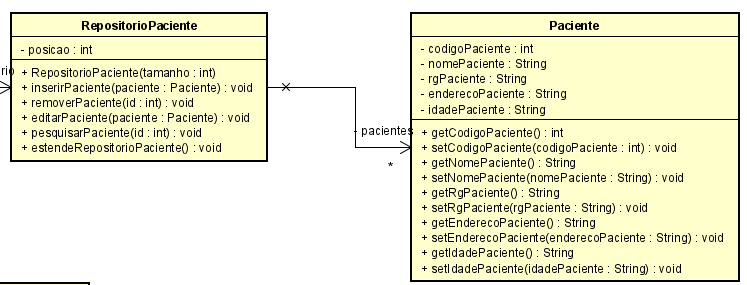 RepositorioPaciente
- posicao : int
+ RepositorioPaciente(tamanho : int)
+ inserirPaciente(paciente : Paciente) : void
+ removerPaciente(id : int) : void
+ editarPaciente(paciente : Paciente) : void
+ pesquisarPaciente(id : int) : void
+ estendeRepositorioPaciente() : void
rio
- pacientes
*
Paciente
- codigoPaciente : int
- nomePaciente : String
- rgPaciente : String
- enderecoPaciente : String
- idadePaciente : String
+ getCodigoPaciente() : int
+ setCodigoPaciente(codigoPaciente : int) : void
+ getNomePaciente() : String
+ setNomePaciente(nomePaciente : String) : void
+ getRgPaciente() : String
+ setRgPaciente(rgPaciente : String) : void
+ getEnderecoPaciente() : String
+ setEnderecoPaciente(enderecoPaciente : String) : void
+ getIdadePaciente() : String
+ setIdadePaciente(idadePaciente : String) : void